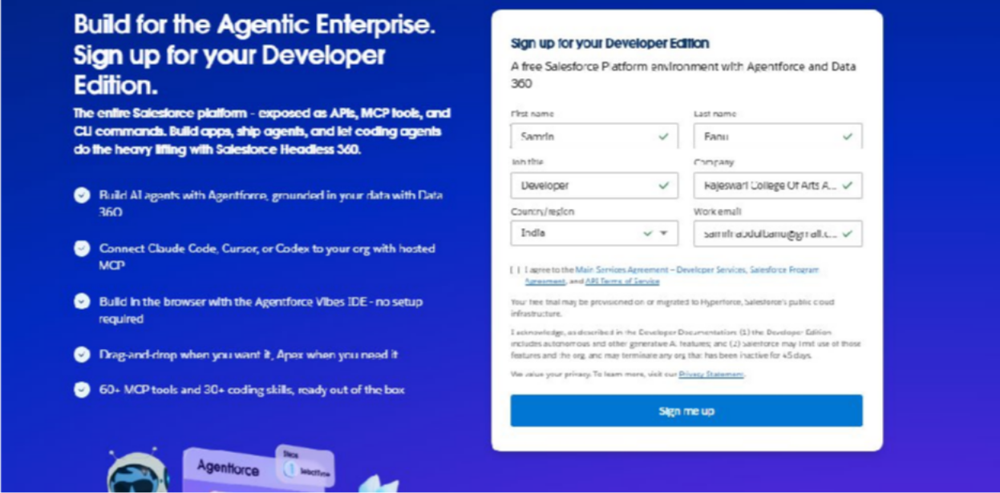 Build for the Agentic Enterprise.
Sign up for your Developer
Edition.
The entire Salesforce platform - exposed as APIs, MCP tools, and
CLI commands. Build apps, ship agents, and let coding agents
do the heavy lifting with Salesforce Headless 360.
Build AI agents with Agentforce, grounded in your data with Data
360
Connect Claude Code, Cursor, or Codex to your org with hosted
MCP
Build in the browser with the Agentforce Vibes IDE - no setup
required
Drag-and-drop when you want it, Apex when you need it
60+ MCP tools and 30+ coding skills, ready out of the box
Agentforce
Sign up for your Developer Edition
A free Salesforce Platform environment with Agentforce and Data
360
First name
Last name
Samrin
Banu
Job title
Company
Developer
Rajeswari College Of Arts A...
Country/region
Work email
India
samrinabdulbanu@gmail.c...
I agree to the Main Services Agreement – Developer Services, Salesforce Program
Agreement, and API Terms of Service
Your free trial may be provisioned on or migrated to Hyperforce, Salesforce's public cloud
infrastructure.
I acknowledge, as described in the Developer Documentation: (1) the Developer Edition
includes autonomous and other generative AI features; and (2) Salesforce may limit use of those
features and the org, and may terminate any org that has been inactive for 45 days.
We value your privacy. To learn more, visit our Privacy Statement.
Sign me up